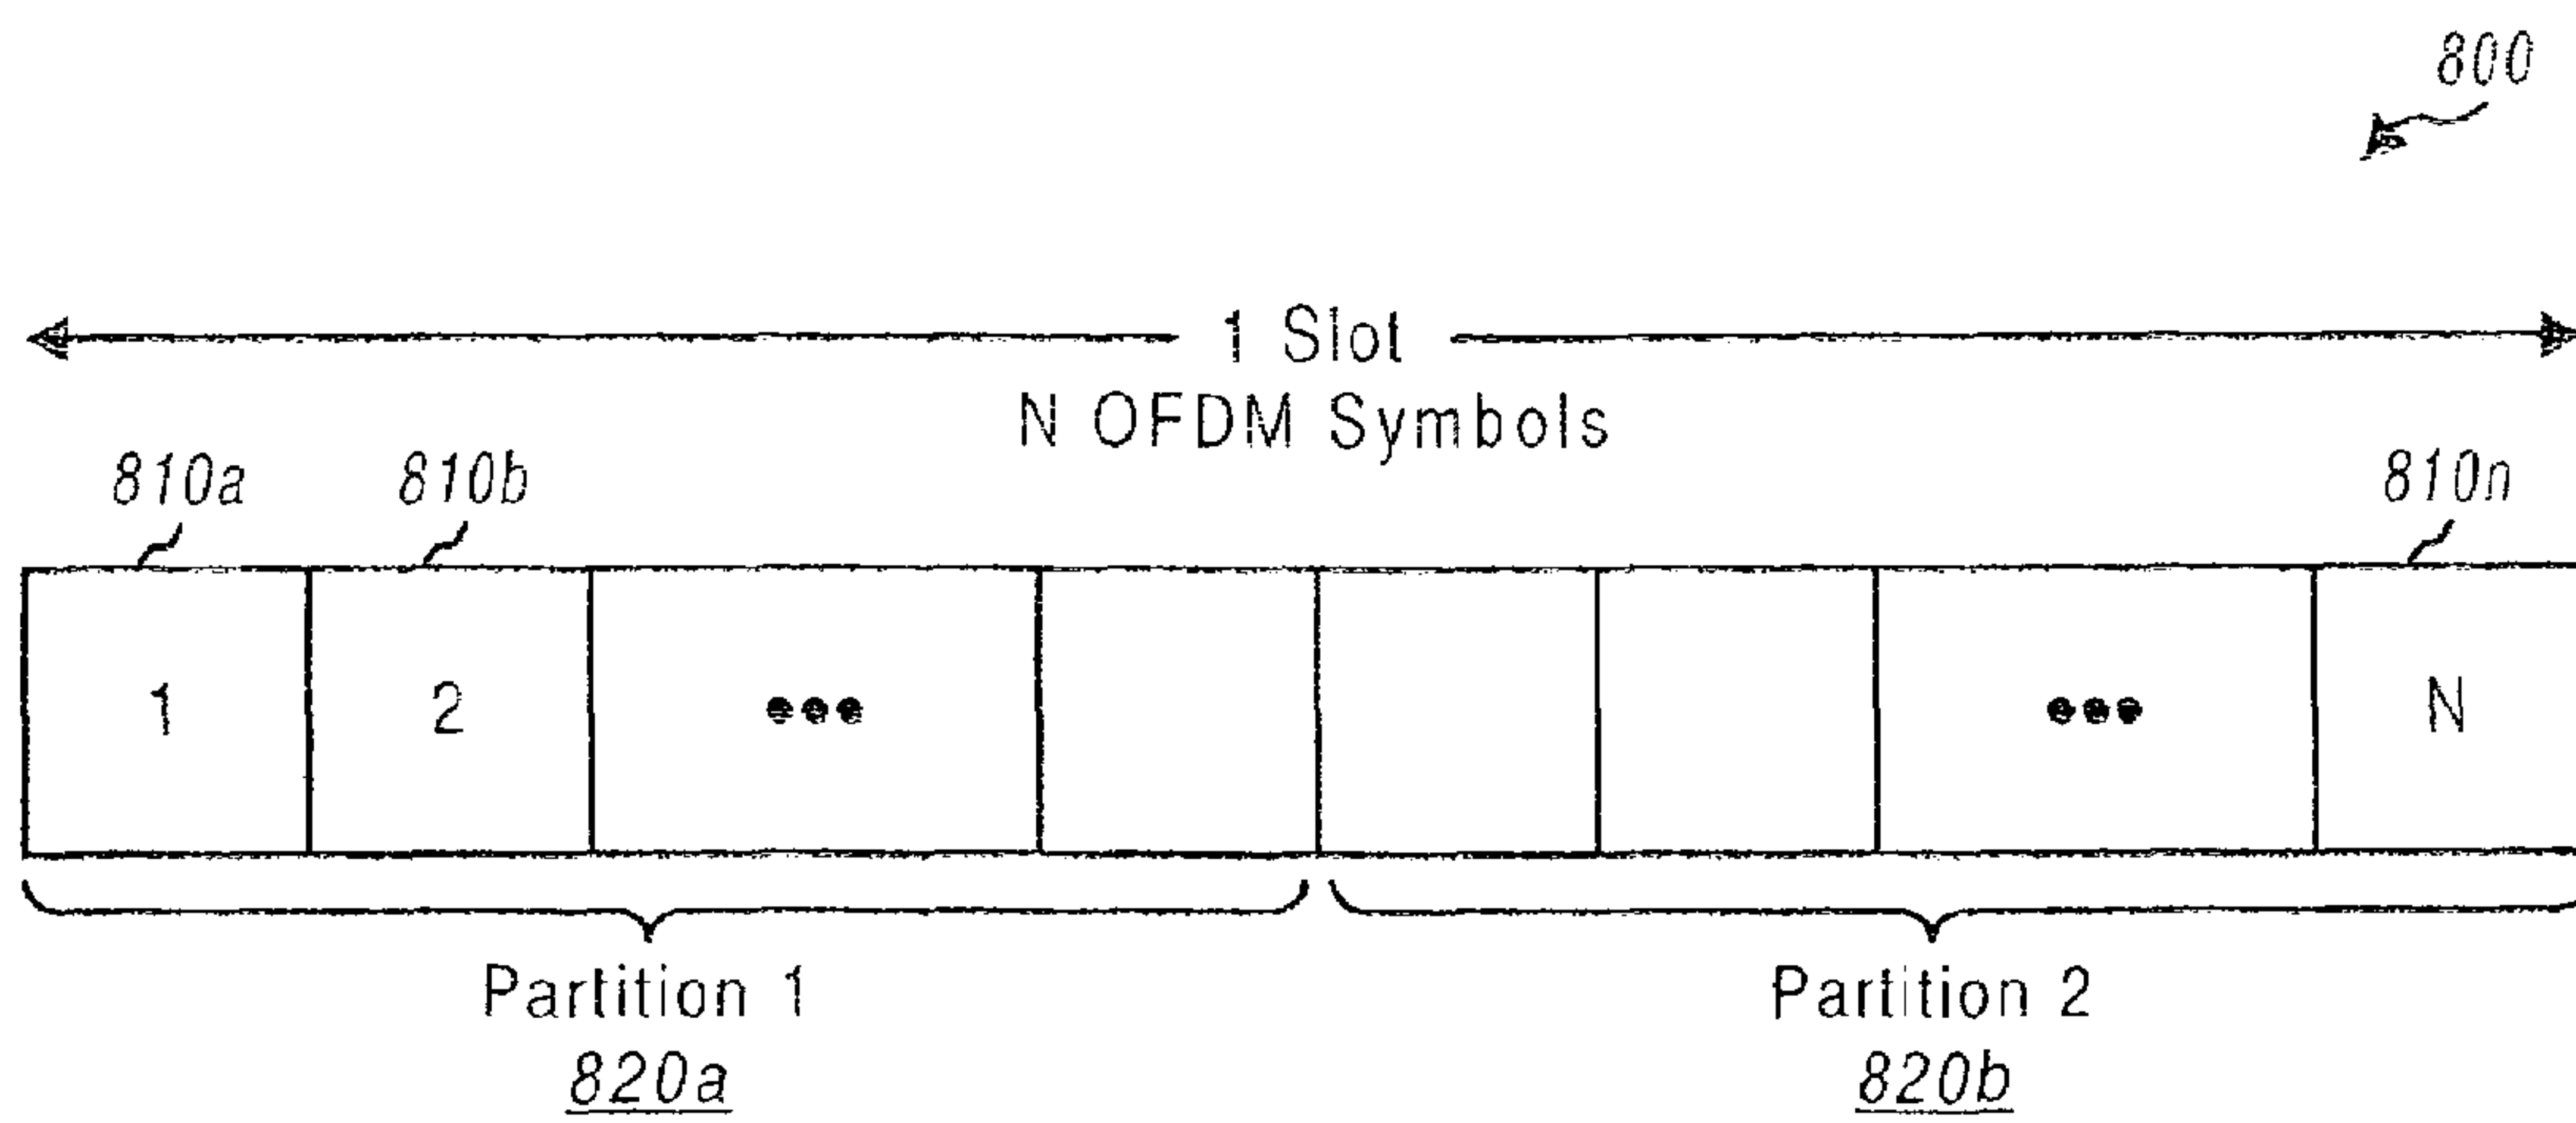 800
1 Slot
N OFDM Symbols
810a 810b 810n
1 2 ••• ••• N
Partition 1 Partition 2
820a 820b